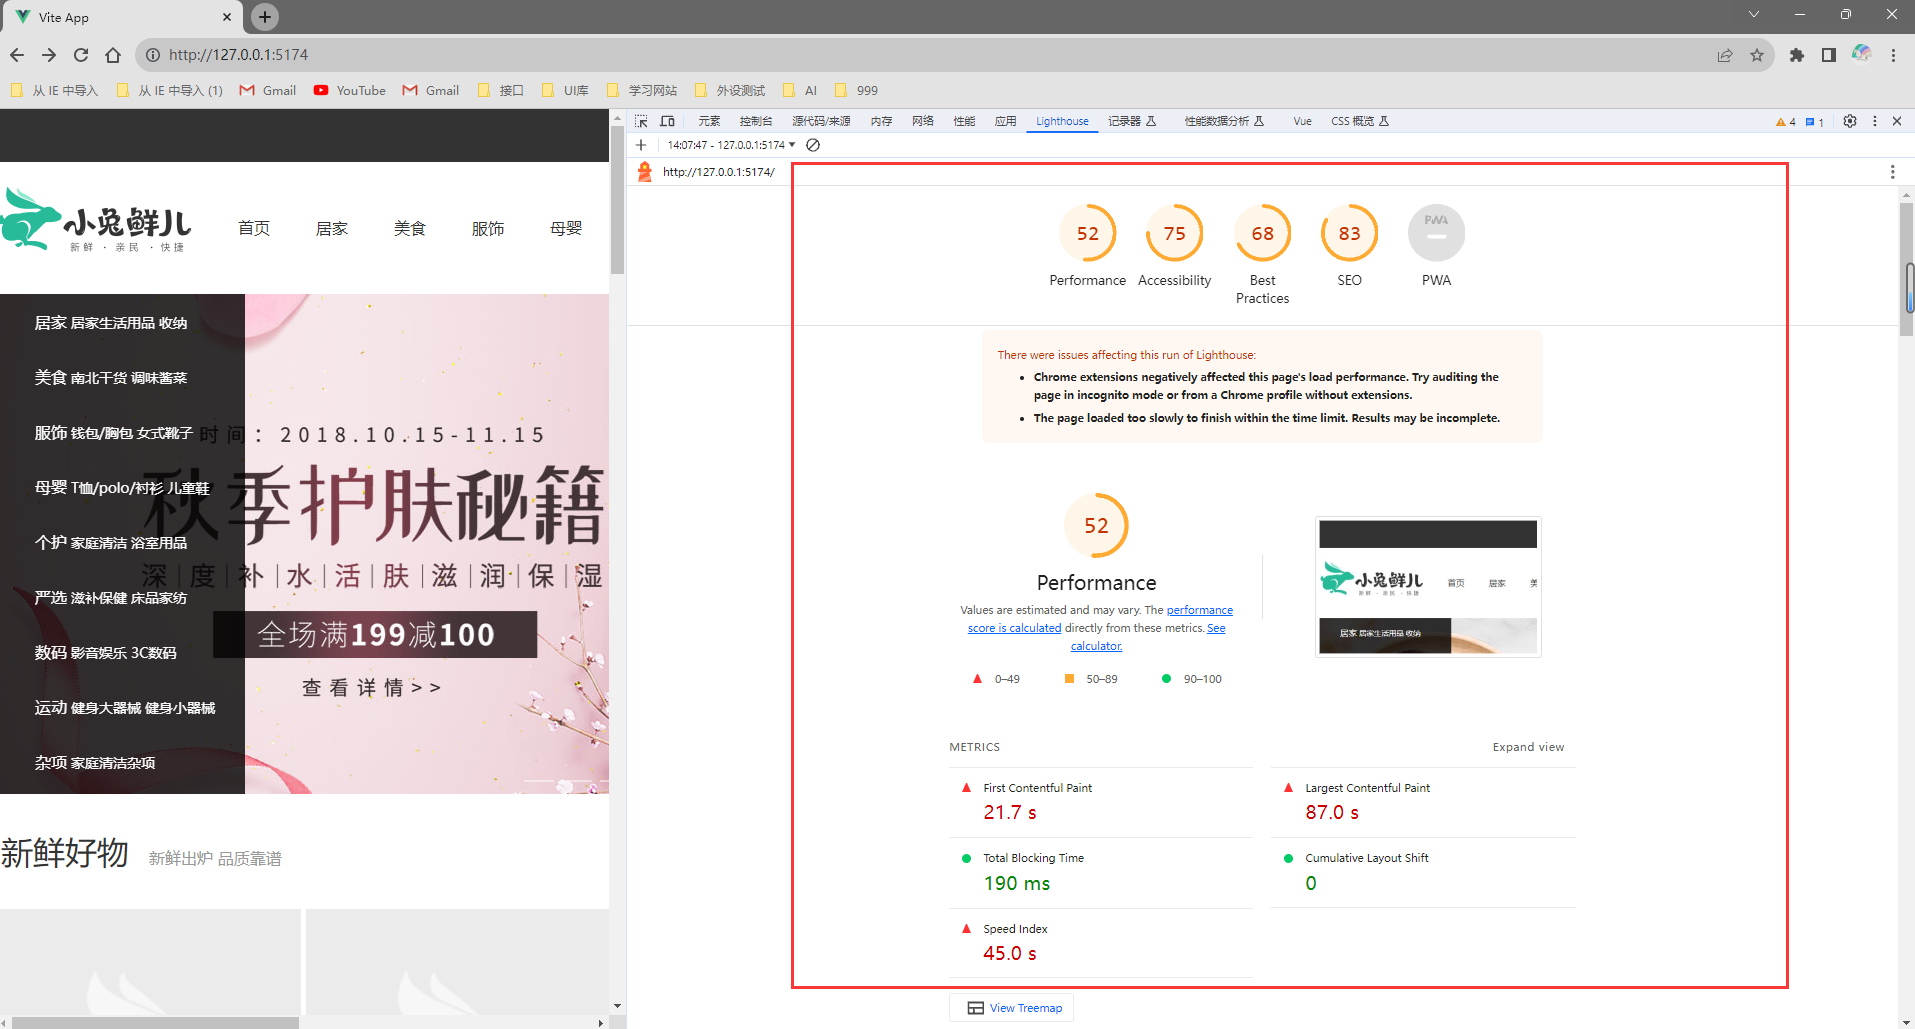 Vite App
http://127.0.0.1:5174
从 IE 中导入
从 IE 中导入 (1)
Gmail
YouTube
Gmail
接口
UI库
学习网站
外设测试
AI
999
小兔鲜儿
新鲜 · 亲民 · 快捷
首页
居家
美食
服饰
母婴
居家 居家生活用品 收纳
美食 南北干货 调味酱菜
服饰 钱包/胸包 女式靴子
母婴 T恤/polo/衬衫 儿童鞋
个护 家庭清洁 浴室用品
严选 滋补保健 床品家纺
数码 影音娱乐 3C数码
运动 健身大器械 健身小器械
杂项 家庭清洁杂项
时间：2018.10.15-11.15
秋季护肤秘籍
深|度|补|水|活|肤|滋|润|保|湿
全场满199减100
查看详情>>
新鲜好物
新鲜出炉 品质靠谱
元素
控制台
源代码/来源
内存
网络
性能
应用
Lighthouse
记录器
性能数据分析
Vue
CSS 概览
4
1
14:07:47 - 127.0.0.1:5174
http://127.0.0.1:5174/
52
Performance
75
Accessibility
68
Best
Practices
83
SEO
PWA
PWA
There were issues affecting this run of Lighthouse:
Chrome extensions negatively affected this page's load performance. Try auditing the
page in incognito mode or from a Chrome profile without extensions.
The page loaded too slowly to finish within the time limit. Results may be incomplete.
52
Performance
Values are estimated and may vary. The performance
score is calculated directly from these metrics. See
calculator.
0–49
50–89
90–100
小兔鲜儿
新鲜 · 亲民 · 快捷
首页
居家
美
居家 居家生活用品 收纳
METRICS
Expand view
First Contentful Paint
21.7 s
Largest Contentful Paint
87.0 s
Total Blocking Time
190 ms
Cumulative Layout Shift
0
Speed Index
45.0 s
View Treemap